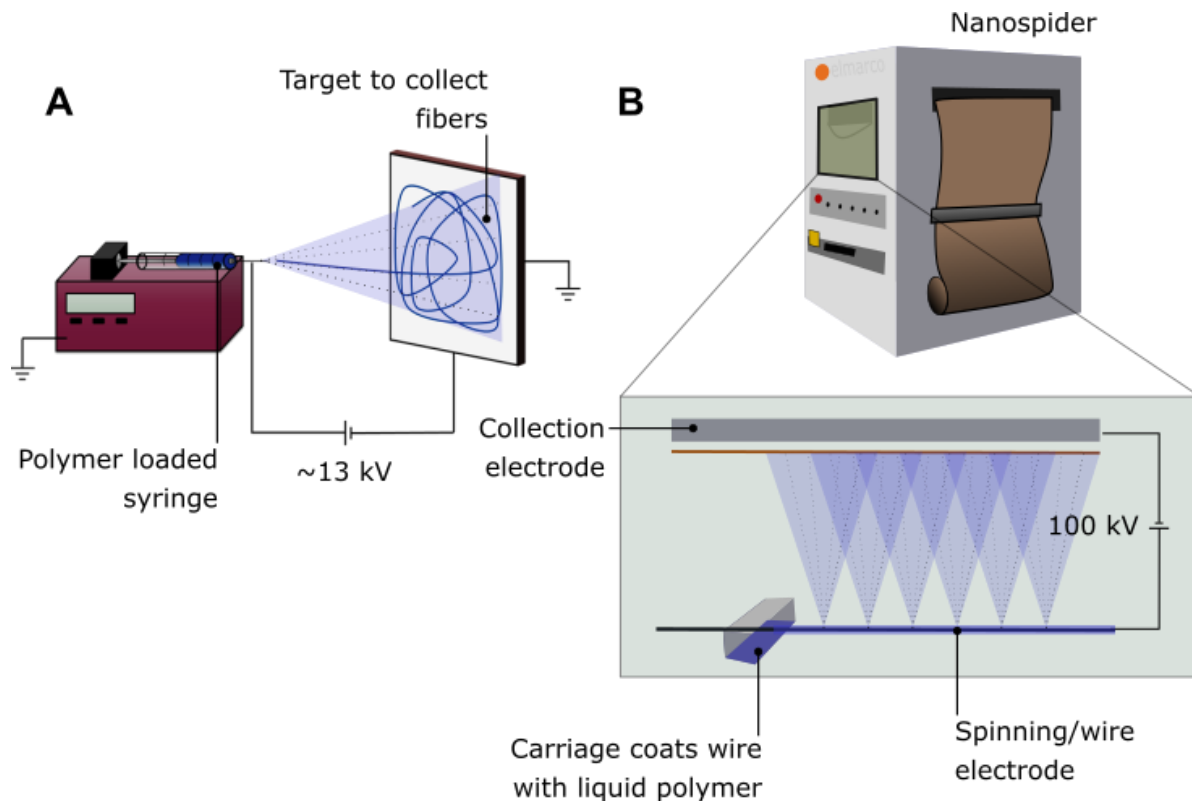 A
Target to collect
fibers
Polymer loaded
syringe
~13 kV
B
Nanospider
elmarco
Collection
electrode
100 kV
Carriage coats wire
with liquid polymer
Spinning/wire
electrode